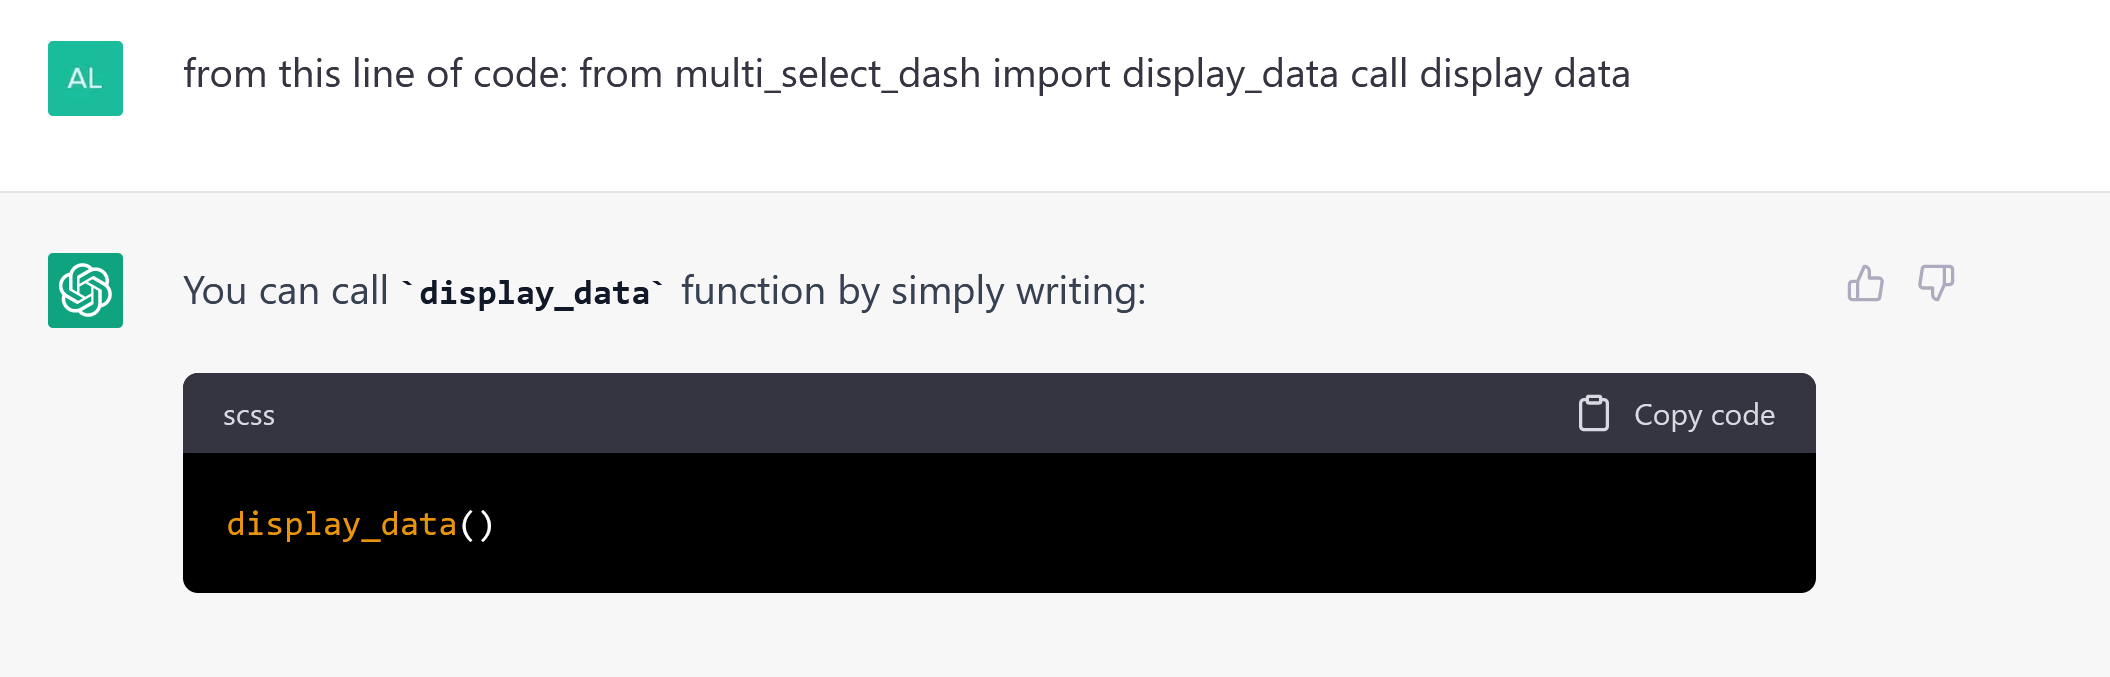 AL
from this line of code: from multi_select_dash import display_data call display data
You can call `display_data` function by simply writing:
scss
Copy code
display_data()